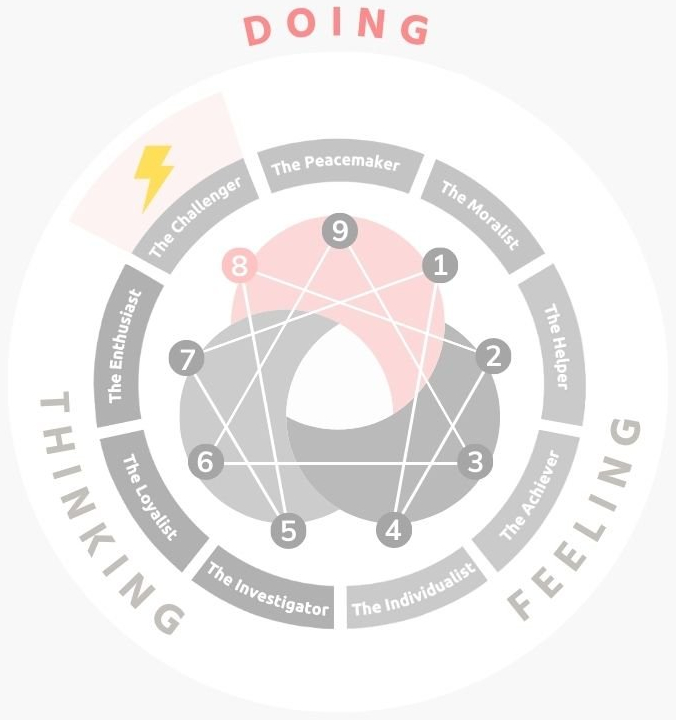 DOING
The Peacemaker
The Challenger
The Moralist
9
8
1
The Enthusiast
The Helper
7
2
THINKING
FEELING
6
3
The Loyalist
The Achiever
5
4
The Investigator
The Individualist